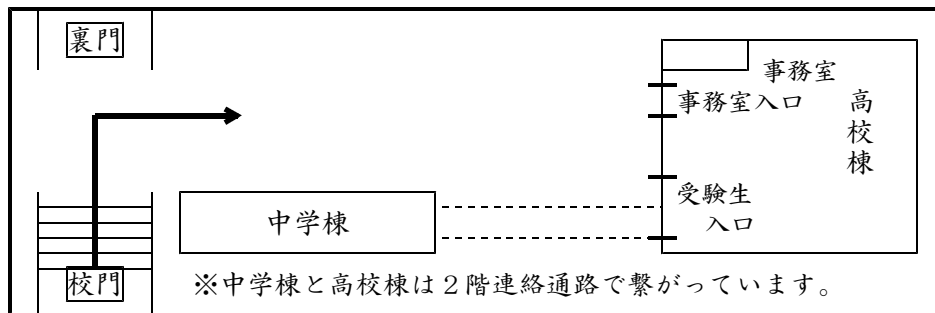 裏門
事務室
事務室入口
高校棟
受験生
入口
中学棟
校門
※中学棟と高校棟は２階連絡通路で繋がっています。